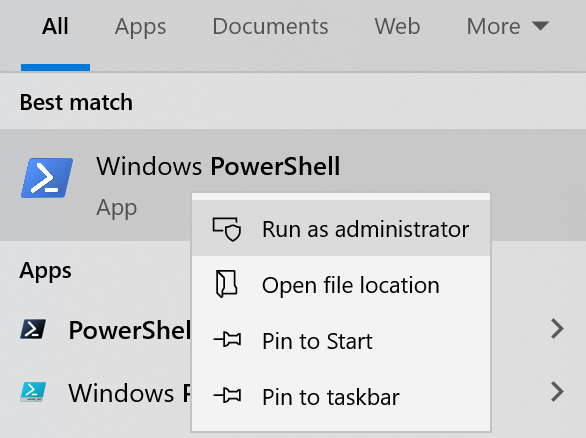 All Apps Documents Web More
Best match
Windows PowerShell
App
Run as administrator
Apps
Open file location
PowerShel
Pin to Start
Windows P
Pin to taskbar